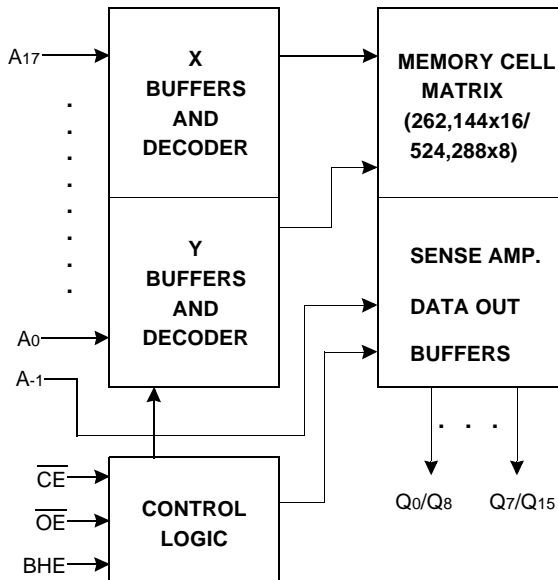 A17
X
BUFFERS
AND
DECODER
MEMORY CELL
MATRIX
(262,144x16/
524,288x8)
Y
BUFFERS
AND
DECODER
SENSE AMP.
DATA OUT
BUFFERS
A0
A-1
CE
OE
BHE
CONTROL
LOGIC
Q0/Q8 Q7/Q15